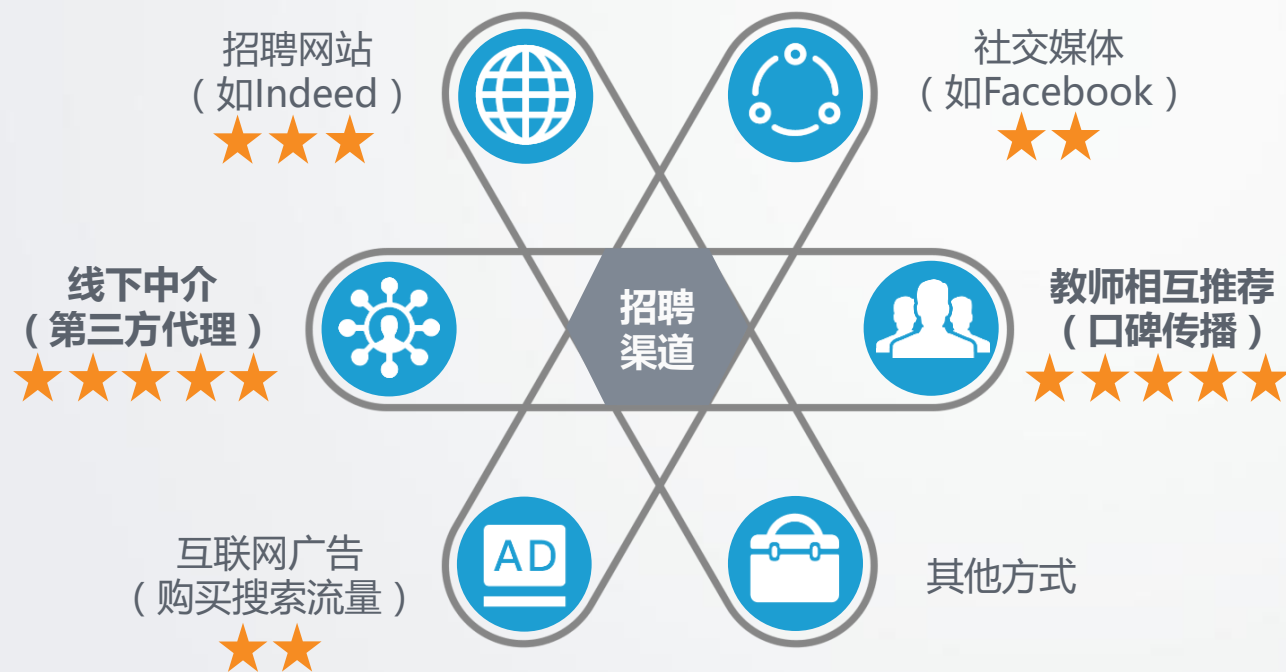 招聘网站
（如Indeed）
社交媒体
（如Facebook）
线下中介
（第三方代理）
招聘
渠道
教师相互推荐
（口碑传播）
互联网广告
（购买搜索流量）
AD
其他方式